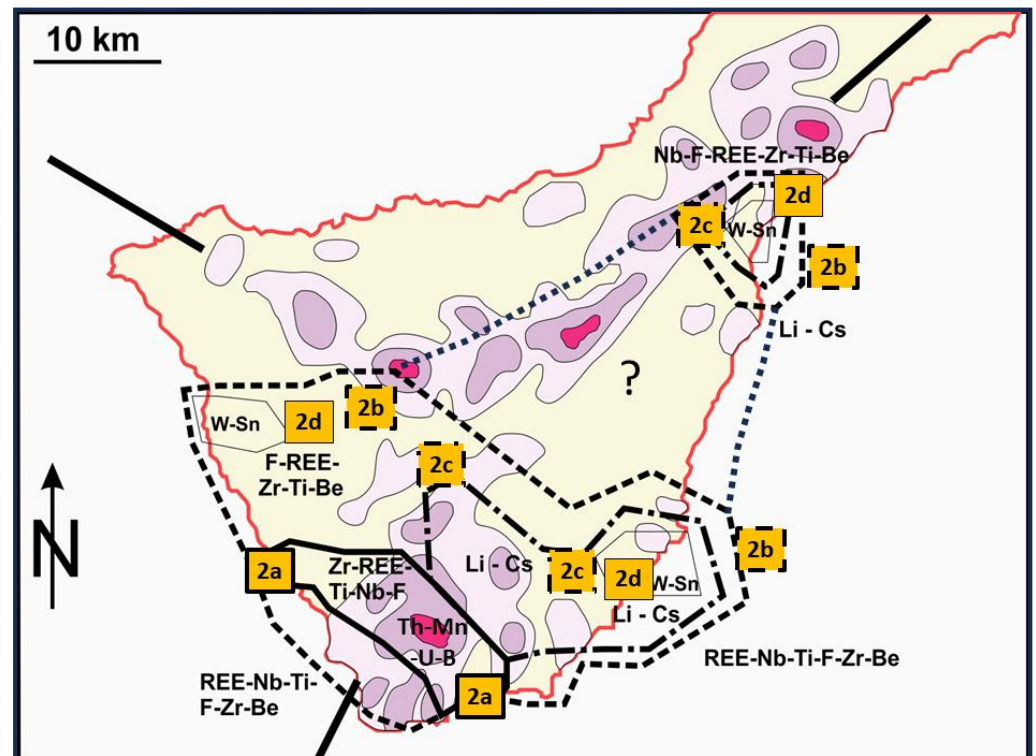 10 km
Nb-F-REE-Zr-Ti-Be
2d
2c
W-Sn
2b
Li - Cs
?
2b
W-Sn
2d
F-REE-
Zr-Ti-Be
2c
N
2a
Zr-REE-
Ti-Nb-F
Li - Cs
2c
2d
W-Sn
2b
Li - Cs
Th-Mn
-U-B
REE-Nb-Ti-F-Zr-Be
REE-Nb-Ti-
F-Zr-Be
2a